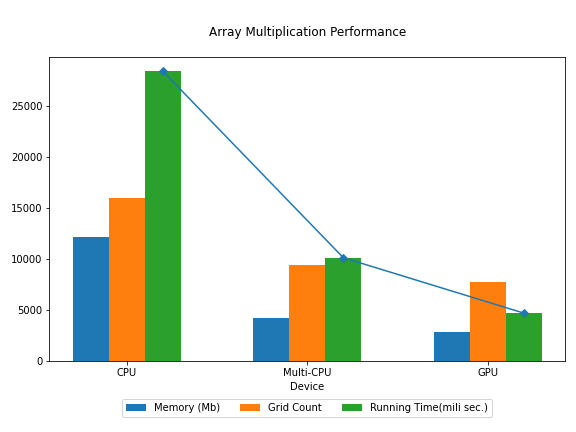 Array Multiplication Performance
25000
20000
15000
10000
5000
0
CPU Multi-CPU GPU
Device
Memory (Mb) Grid Count Running Time(mili sec.)